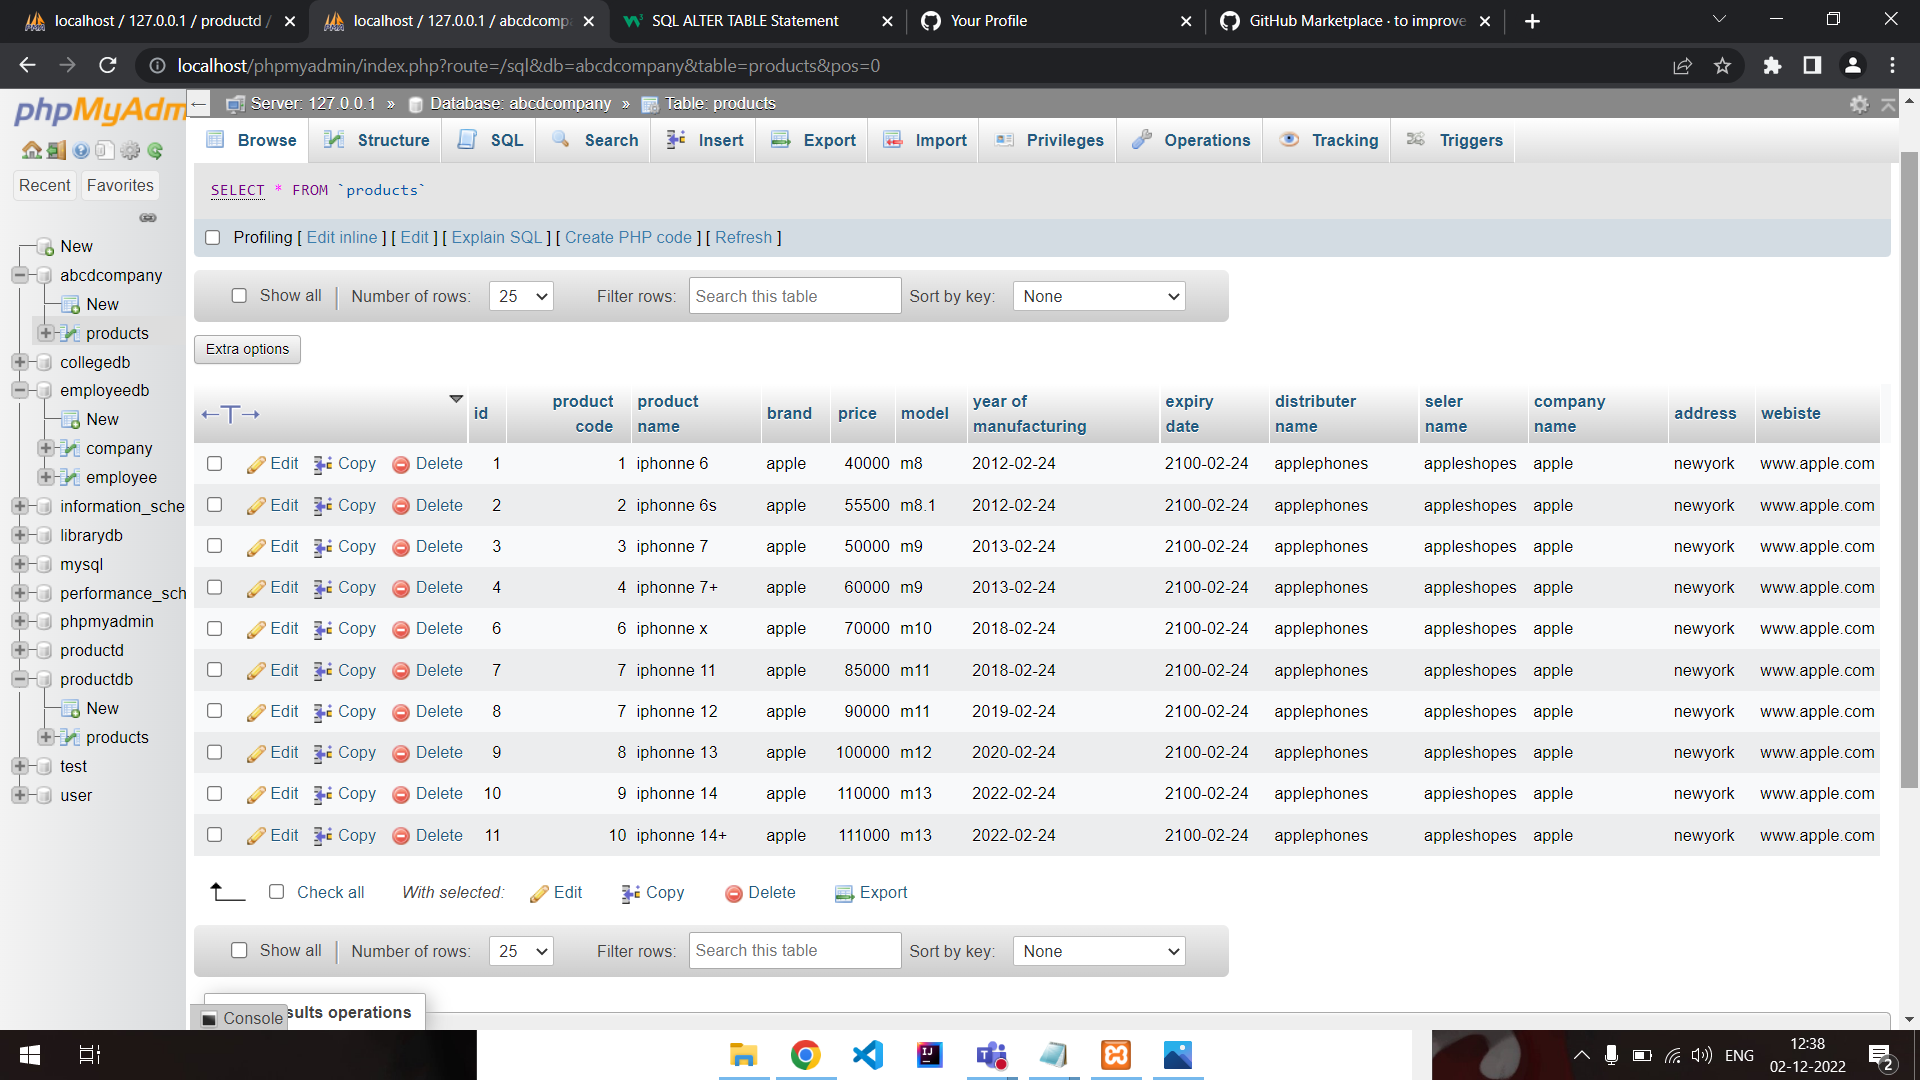 localhost / 127.0.0.1 / productd /
localhost / 127.0.0.1 / abcdcompa
SQL ALTER TABLE Statement
Your Profile
GitHub Marketplace · to improve
localhost/phpmyadmin/index.php?route=/sql&db=abcdcompany&table=products&pos=0
phpMyAdm
Server: 127.0.0.1 » Database: abcdcompany » Table: products
Browse Structure SQL Search Insert Export Import Privileges Operations Tracking Triggers
Recent Favorites
New
abcdcompany
New
products
collegedb
employeedb
New
company
employee
information_sche
librarydb
mysql
performance_sch
phpmyadmin
productd
productdb
New
products
test
user
SELECT * FROM `products`
Profiling [ Edit inline ] [ Edit ] [ Explain SQL ] [ Create PHP code ] [ Refresh ]
Show all Number of rows: 25 Filter rows: Search this table Sort by key: None
Extra options
id product code product name brand price model year of manufacturing expiry date distributer name seler name company name address webiste
Edit Copy Delete 1 1 iphonne 6 apple 40000 m8 2012-02-24 2100-02-24 applephones appleshopes apple newyork www.apple.com
Edit Copy Delete 2 2 iphonne 6s apple 55500 m8.1 2012-02-24 2100-02-24 applephones appleshopes apple newyork www.apple.com
Edit Copy Delete 3 3 iphonne 7 apple 50000 m9 2013-02-24 2100-02-24 applephones appleshopes apple newyork www.apple.com
Edit Copy Delete 4 4 iphonne 7+ apple 60000 m9 2013-02-24 2100-02-24 applephones appleshopes apple newyork www.apple.com
Edit Copy Delete 6 6 iphonne x apple 70000 m10 2018-02-24 2100-02-24 applephones appleshopes apple newyork www.apple.com
Edit Copy Delete 7 7 iphonne 11 apple 85000 m11 2018-02-24 2100-02-24 applephones appleshopes apple newyork www.apple.com
Edit Copy Delete 8 7 iphonne 12 apple 90000 m11 2019-02-24 2100-02-24 applephones appleshopes apple newyork www.apple.com
Edit Copy Delete 9 8 iphonne 13 apple 100000 m12 2020-02-24 2100-02-24 applephones appleshopes apple newyork www.apple.com
Edit Copy Delete 10 9 iphonne 14 apple 110000 m13 2022-02-24 2100-02-24 applephones appleshopes apple newyork www.apple.com
Edit Copy Delete 11 10 iphonne 14+ apple 111000 m13 2022-02-24 2100-02-24 applephones appleshopes apple newyork www.apple.com
Check all With selected: Edit Copy Delete Export
Show all Number of rows: 25 Filter rows: Search this table Sort by key: None
sults operations
Console
ENG
12:38
02-12-2022
2